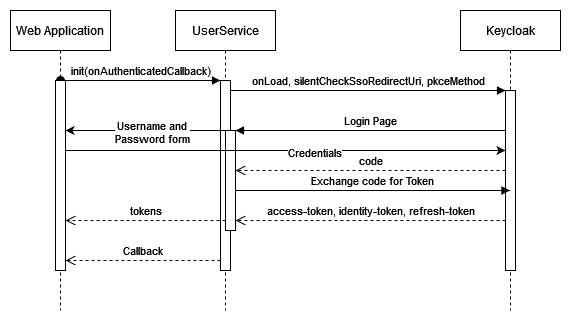 Web Application
UserService
Keycloak
init(onAuthenticatedCallback)
onLoad, silentCheckSsoRedirectUri, pkceMethod
Login Page
Username and
Password form
Credentials
code
Exchange code for Token
tokens
access-token, identity-token, refresh-token
Callback